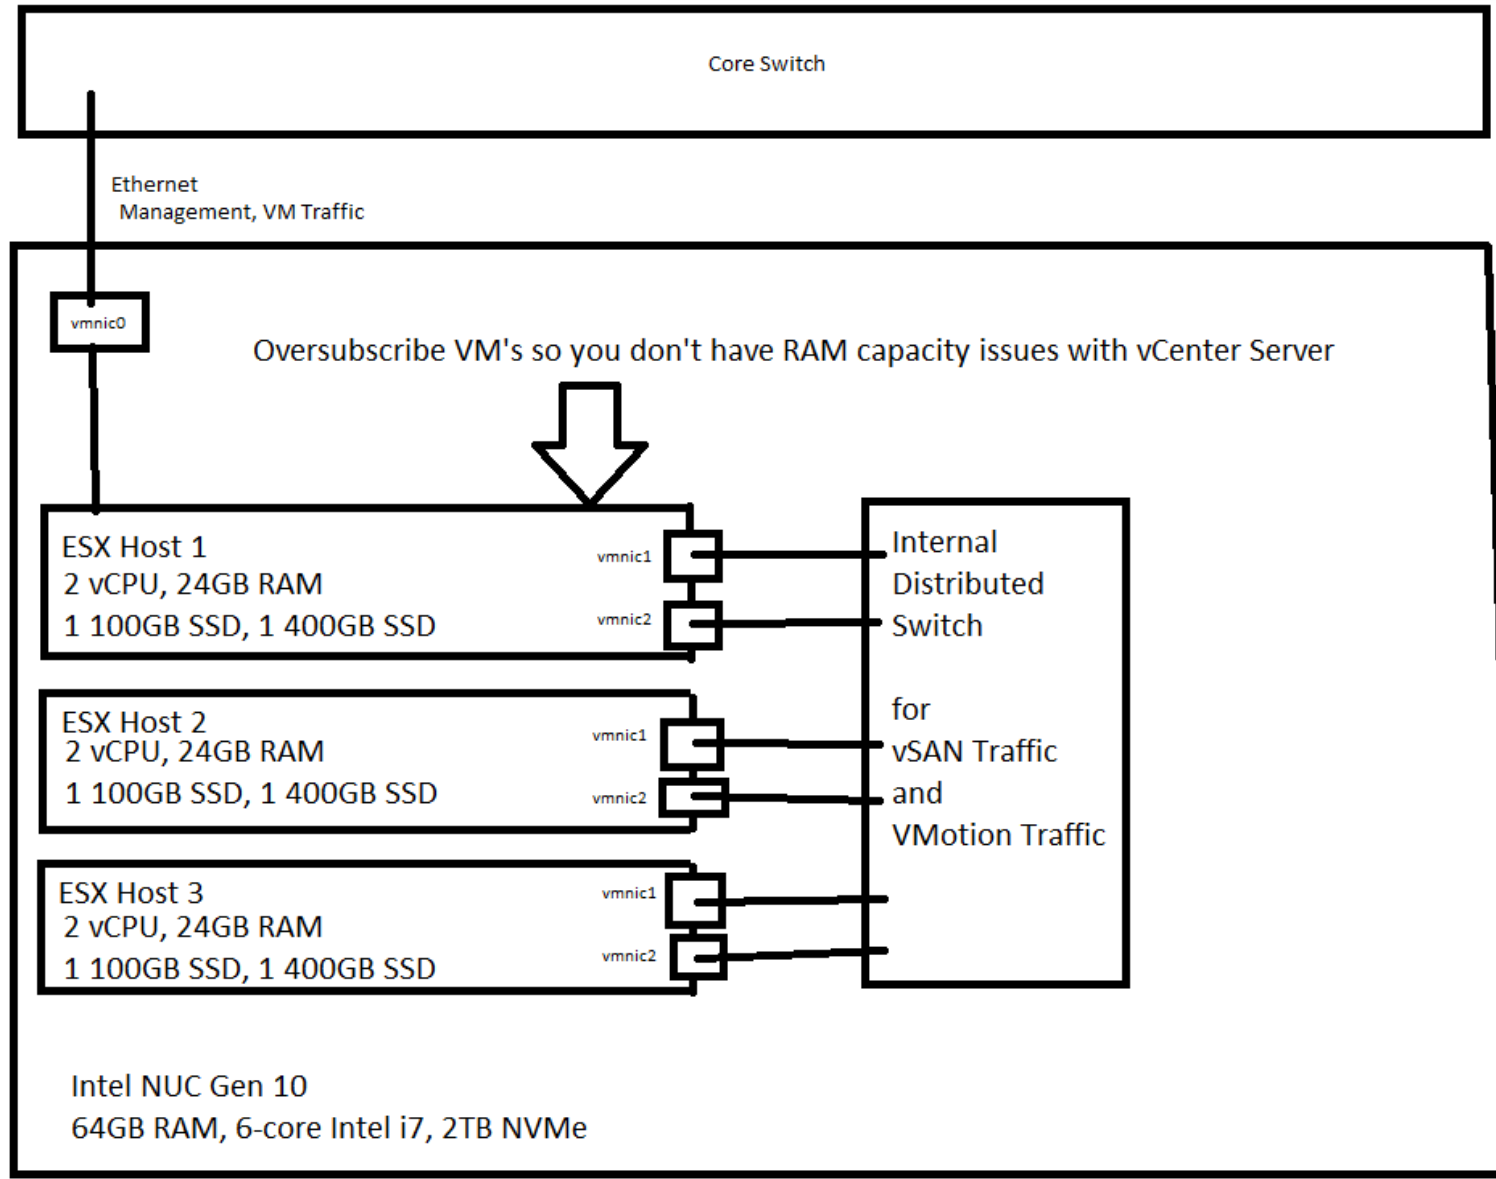 Core Switch
Ethernet
Management, VM Traffic
vmnic0
Oversubscribe VM's so you don't have RAM capacity issues with vCenter Server
ESX Host 1
2 vCPU, 24GB RAM
1 100GB SSD, 1 400GB SSD
vmnic1
vmnic2
ESX Host 2
2 vCPU, 24GB RAM
1 100GB SSD, 1 400GB SSD
vmnic1
vmnic2
ESX Host 3
2 vCPU, 24GB RAM
1 100GB SSD, 1 400GB SSD
vmnic1
vmnic2
Internal
Distributed
Switch
for
vSAN Traffic
and
VMotion Traffic
Intel NUC Gen 10
64GB RAM, 6-core Intel i7, 2TB NVMe